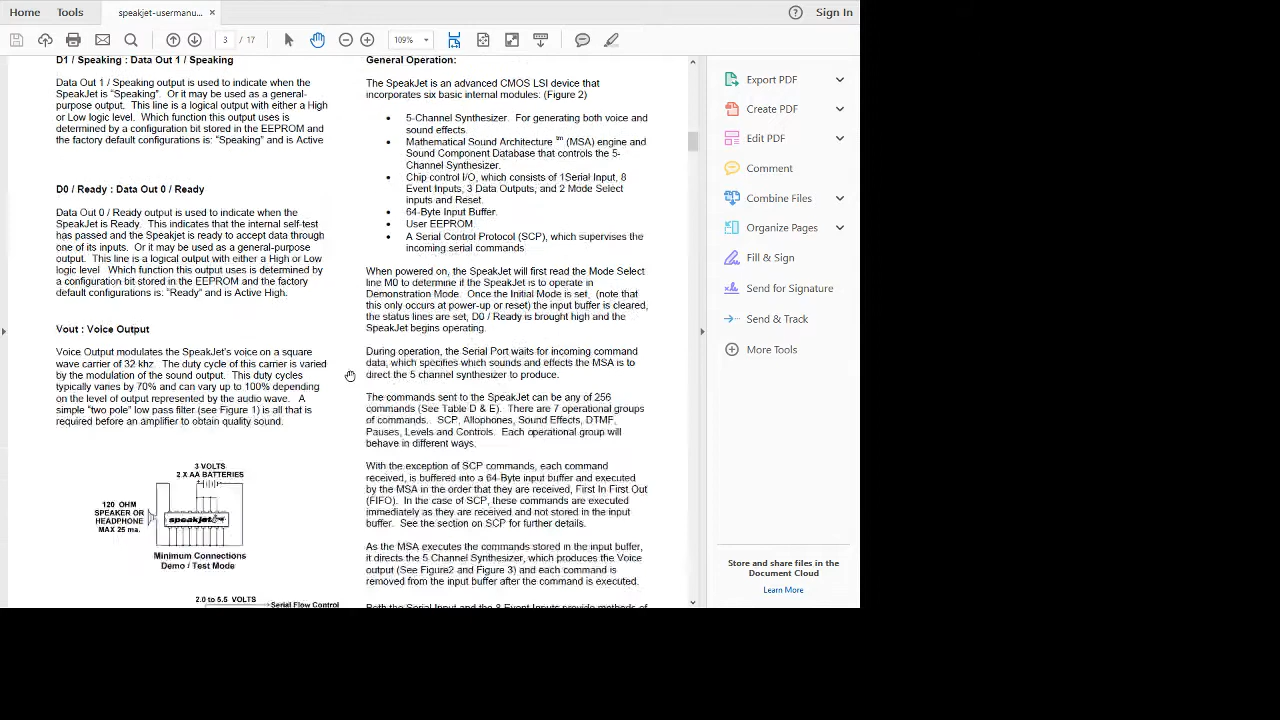 Home Tools speakjet-usermanu... × Sign In
3 / 17 109%
D1 / Speaking : Data Out 1 / Speaking
Data Out 1 / Speaking output is used to indicate when the
SpeakJet is "Speaking". Or it may be used as a general-
purpose output. This line is a logical output with either a High
or Low logic level. Which function this output uses is
determined by a configuration bit stored in the EEPROM and
the factory default configurations is: "Speaking" and is Active
D0 / Ready : Data Out 0 / Ready
Data Out 0 / Ready output is used to indicate when the
SpeakJet is Ready. This indicates that the internal self-test
has passed and the Speakjet is ready to accept data through
one of its inputs. Or it may be used as a general-purpose
output. This line is a logical output with either a High or Low
logic level. Which function this output uses is determined by
a configuration bit stored in the EEPROM and the factory
default configurations is: "Ready" and is Active High.
Vout : Voice Output
Voice Output modulates the SpeakJet's voice on a square
wave carrier of 32 khz. The duty cycle of this carrier is varied
by the modulation of the sound output. This duty cycles
typically varies by 70% and can vary up to 100% depending
on the level of output represented by the audio wave. A
simple "two pole" low pass filter (see Figure 1) is all that is
required before an amplifier to obtain quality sound.
3 VOLTS
2 X AA BATTERIES
120 OHM
SPEAKER OR
HEADPHONE
MAX 25 ma.
speakjet
Minimum Connections
Demo / Test Mode
2.0 to 5.5 VOLTS
Serial Flow Control
General Operation:
The SpeakJet is an advanced CMOS LSI device that
incorporates six basic internal modules: (Figure 2)
• 5-Channel Synthesizer. For generating both voice and
sound effects.
• Mathematical Sound Architecture tm (MSA) engine and
Sound Component Database that controls the 5-
Channel Synthesizer.
• Chip control I/O, which consists of 1Serial Input, 8
Event Inputs, 3 Data Outputs, and 2 Mode Select
inputs and Reset.
• 64-Byte Input Buffer.
• User EEPROM.
• A Serial Control Protocol (SCP), which supervises the
incoming serial commands.
When powered on, the SpeakJet will first read the Mode Select
line M0 to determine if the SpeakJet is to operate in
Demonstration Mode. Once the Initial Mode is set, (note that
this only occurs at power-up or reset) the input buffer is cleared,
the status lines are set, D0 / Ready is brought high and the
SpeakJet begins operating.
During operation, the Serial Port waits for incoming command
data, which specifies which sounds and effects the MSA is to
direct the 5 channel synthesizer to produce.
The commands sent to the SpeakJet can be any of 256
commands (See Table D & E). There are 7 operational groups
of commands. SCP, Allophones, Sound Effects, DTMF,
Pauses, Levels and Controls. Each operational group will
behave in different ways.
With the exception of SCP commands, each command
received, is buffered into a 64-Byte input buffer and executed
by the MSA in the order that they are received, First In First Out
(FIFO). In the case of SCP, these commands are executed
immediately as they are received and not stored in the input
buffer. See the section on SCP for further details.
As the MSA executes the commands stored in the input buffer,
it directs the 5 Channel Synthesizer, which produces the Voice
output (See Figure2 and Figure 3) and each command is
removed from the input buffer after the command is executed.
Both the Serial Input and the 8 Event Inputs provide methods of
Export PDF
Create PDF
Edit PDF
Comment
Combine Files
Organize Pages
Fill & Sign
Send for Signature
Send & Track
More Tools
Store and share files in the
Document Cloud
Learn More